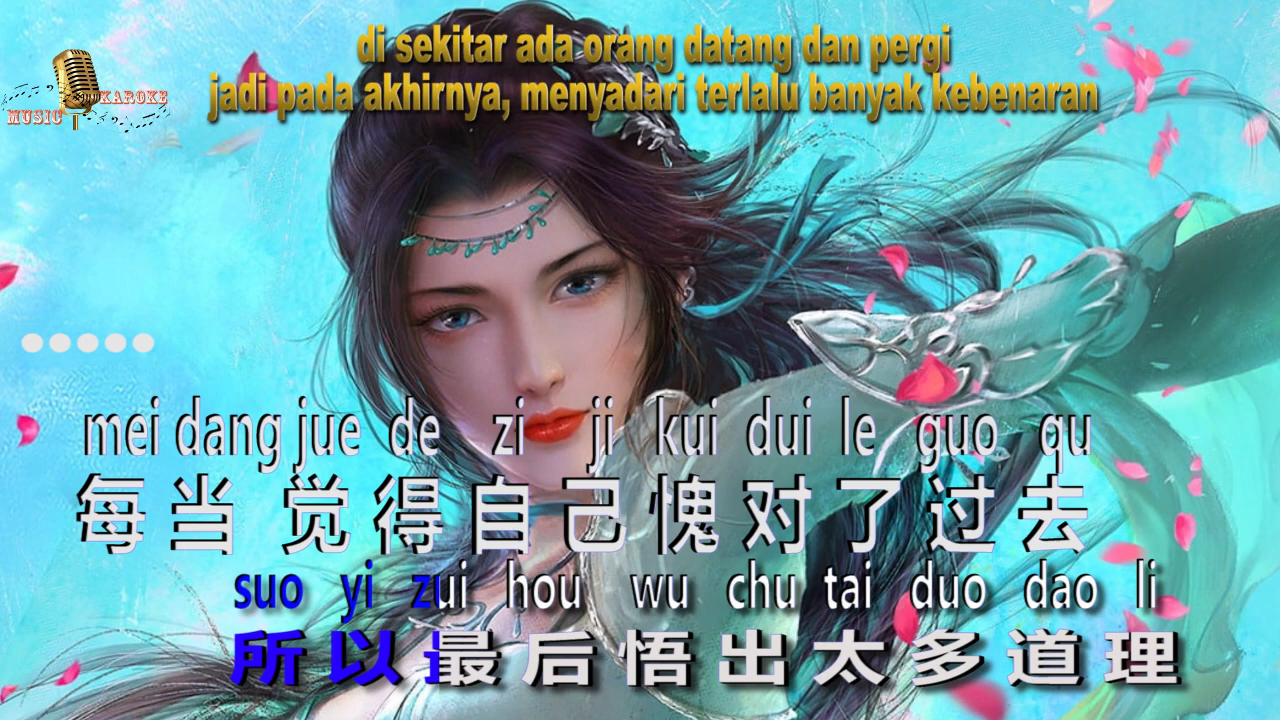 di sekitar ada orang datang dan pergi
jadi pada akhirnya, menyadari terlalu banyak kebenaran
KAROKE
MUSIC
mei dang jue de zi ji kui dui le guo qu
每当 觉得自己愧对了过去
suo yi zui hou wu chu tai duo dao li
所以最后悟出太多道理